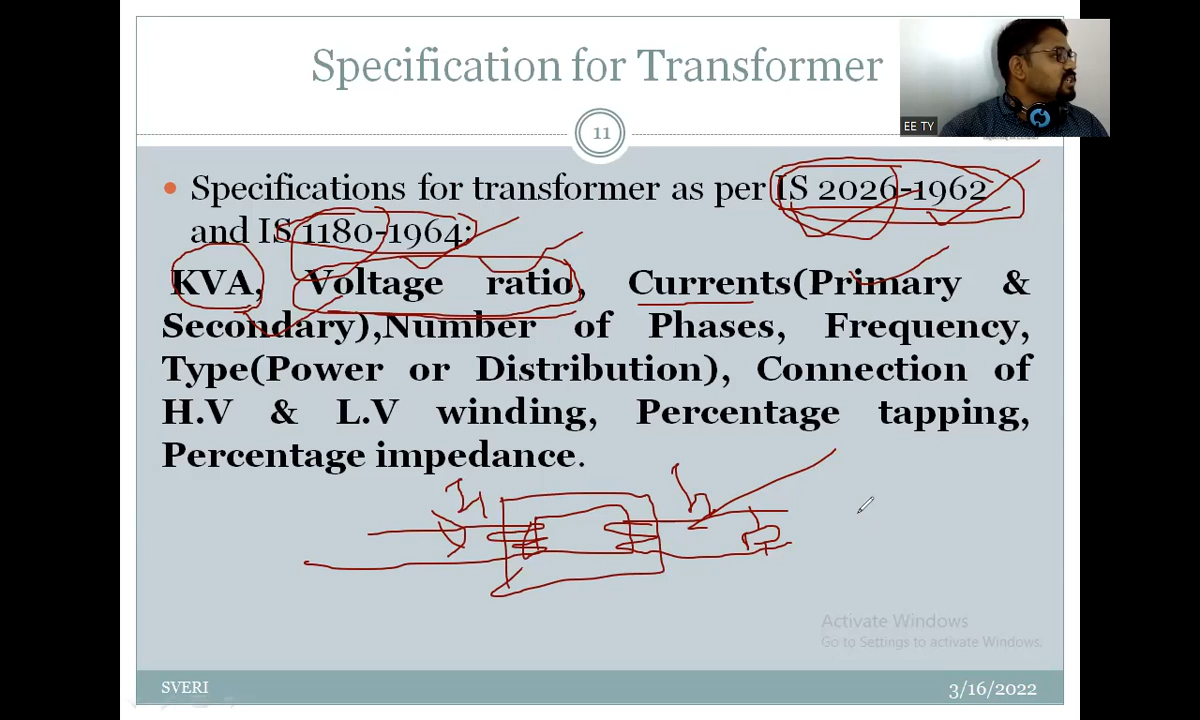 Specification for Transformer
11
EE TY
Specifications for transformer as per IS 2026-1962
and IS 1180-1964:
KVA, Voltage ratio, Currents(Primary &
Secondary),Number of Phases, Frequency,
Type(Power or Distribution), Connection of
H.V & L.V winding, Percentage tapping,
Percentage impedance.
I1
Activate Windows
Go to Settings to activate Windows.
SVERI
3/16/2022